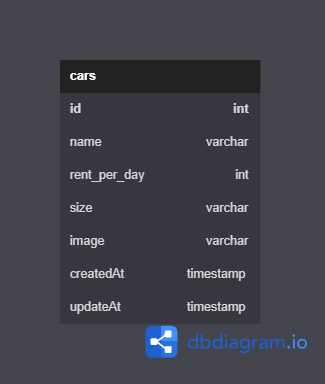 cars
id int
name varchar
rent_per_day int
size varchar
image varchar
createdAt timestamp
updateAt timestamp
dbdiagram.io